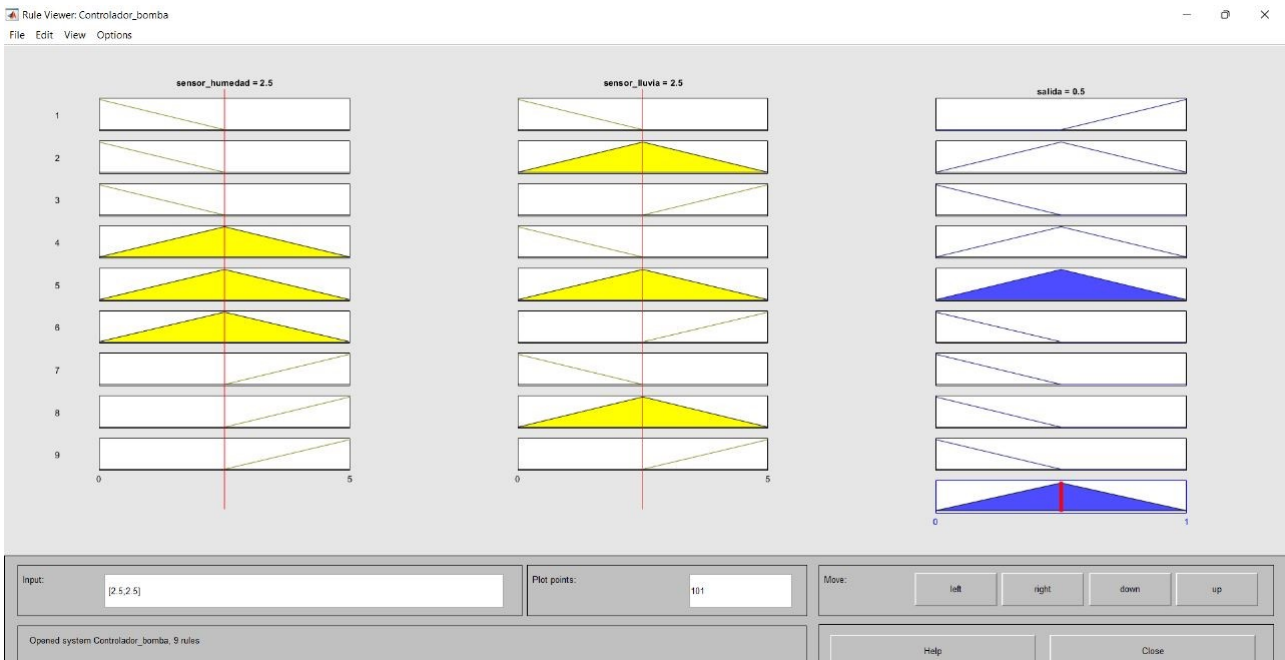 Rule Viewer: Controlador_bomba
File Edit View Options
sensor_humedad = 2.5
sensor_lluvia = 2.5
salida = 0.5
1
2
3
4
5
6
7
8
9
0 5
0 5
0 1
Input:
[2.5;2.5]
Plot points:
101
Move:
left
right
down
up
Opened system Controlador_bomba, 9 rules
Help
Close